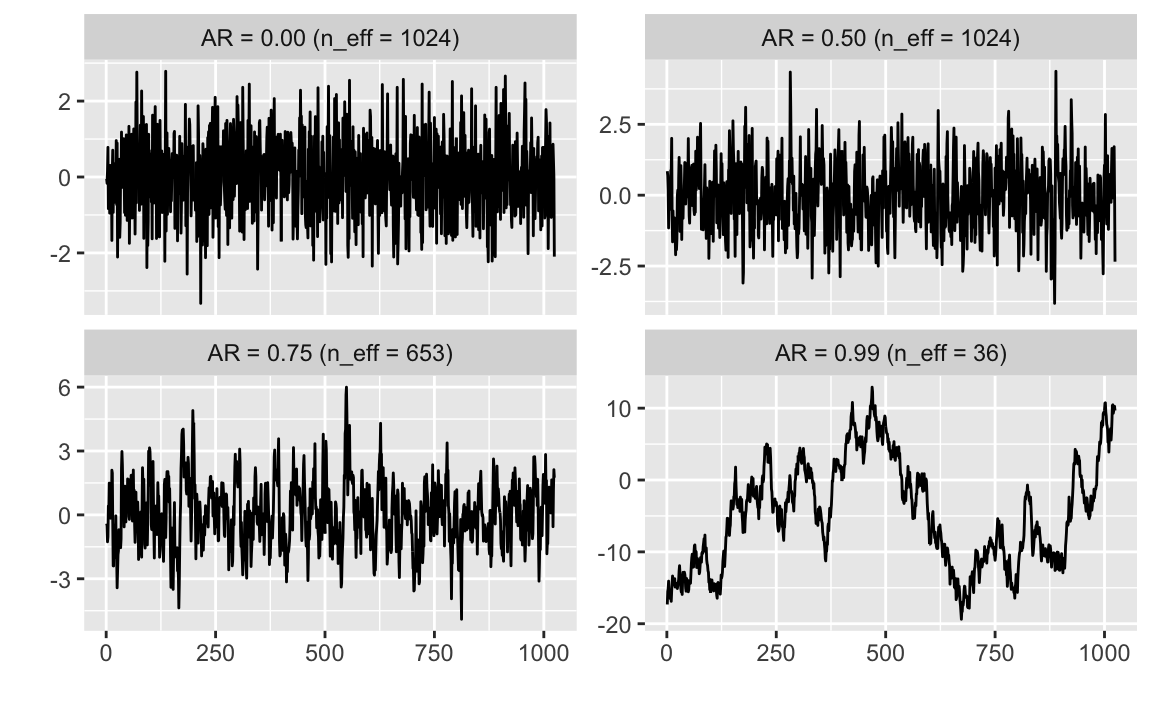 AR = 0.00 (n_eff = 1024)
AR = 0.50 (n_eff = 1024)
2
0
-2
2.5
0.0
-2.5
AR = 0.75 (n_eff = 653)
AR = 0.99 (n_eff = 36)
6
3
0
-3
10
0
-10
-20
0 250 500 750 1000
0 250 500 750 1000